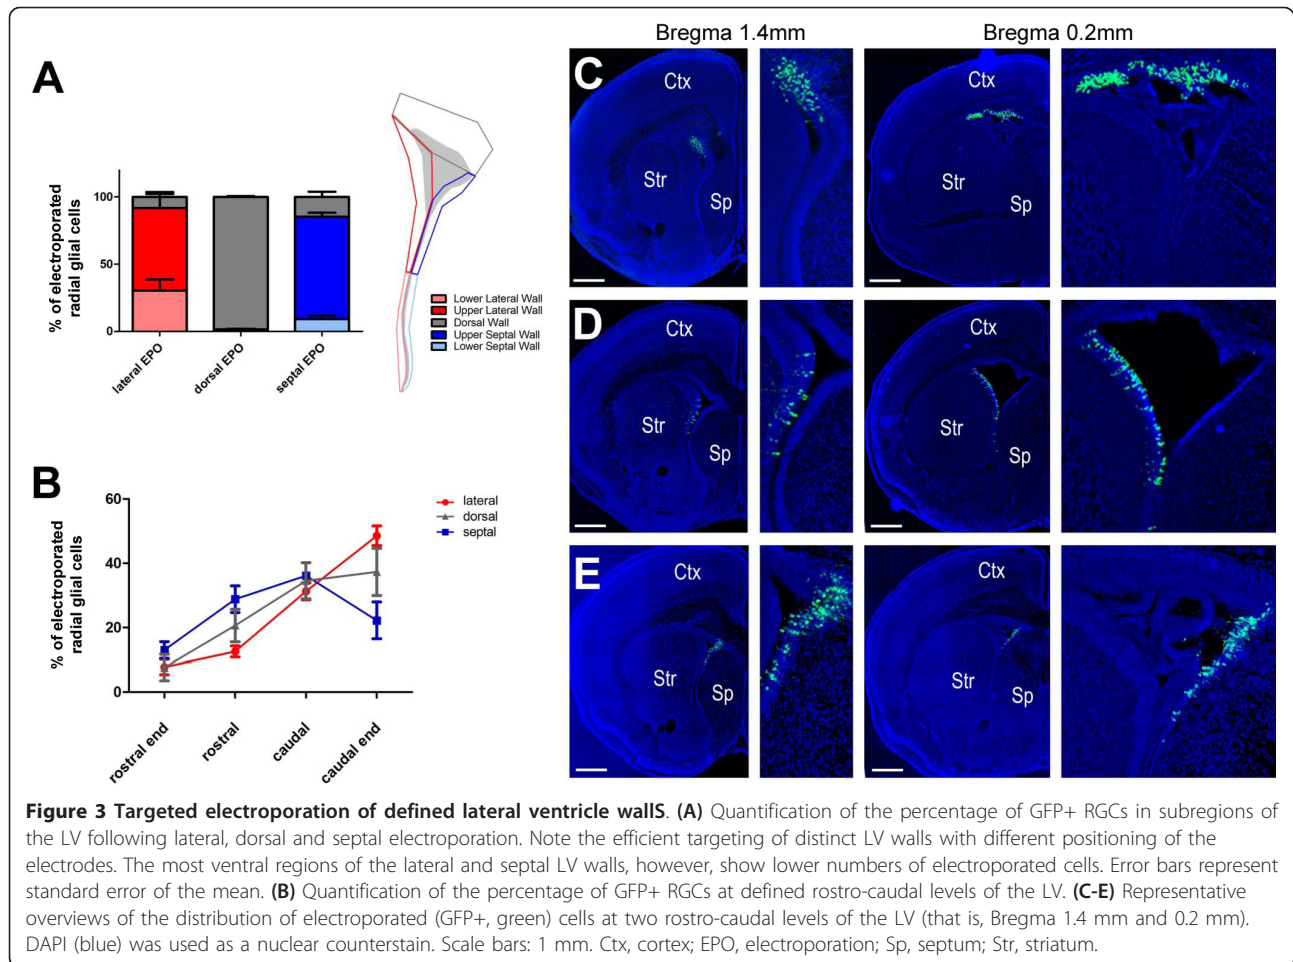 Bregma 1.4mm
Bregma 0.2mm
A
% of electroporated
radial glial cells
100
50
0
lateral EPO
dorsal EPO
septal EPO
Lower Lateral Wall
Upper Lateral Wall
Dorsal Wall
Upper Septal Wall
Lower Septal Wall
B
% of electroporated
radial glial cells
60
40
20
0
rostral end
rostral
caudal
caudal end
lateral
dorsal
septal
C
Ctx
Str
Sp
Ctx
Str
Sp
D
Ctx
Str
Sp
Ctx
Str
Sp
E
Ctx
Str
Sp
Ctx
Str
Sp
Figure 3 Targeted electroporation of defined lateral ventricle wallS. (A) Quantification of the percentage of GFP+ RGCs in subregions of
the LV following lateral, dorsal and septal electroporation. Note the efficient targeting of distinct LV walls with different positioning of the
electrodes. The most ventral regions of the lateral and septal LV walls, however, show lower numbers of electroporated cells. Error bars represent
standard error of the mean. (B) Quantification of the percentage of GFP+ RGCs at defined rostro-caudal levels of the LV. (C-E) Representative
overviews of the distribution of electroporated (GFP+, green) cells at two rostro-caudal levels of the LV (that is, Bregma 1.4 mm and 0.2 mm).
DAPI (blue) was used as a nuclear counterstain. Scale bars: 1 mm. Ctx, cortex; EPO, electroporation; Sp, septum; Str, striatum.